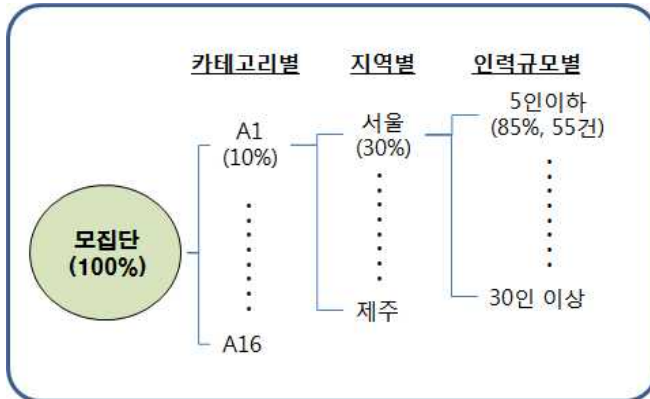 카테고리별 지역별 인력규모별
5인이하
(85%, 55건)
A1
(10%)
서울
(30%)
모집단
(100%)
제주
30인 이상
A16